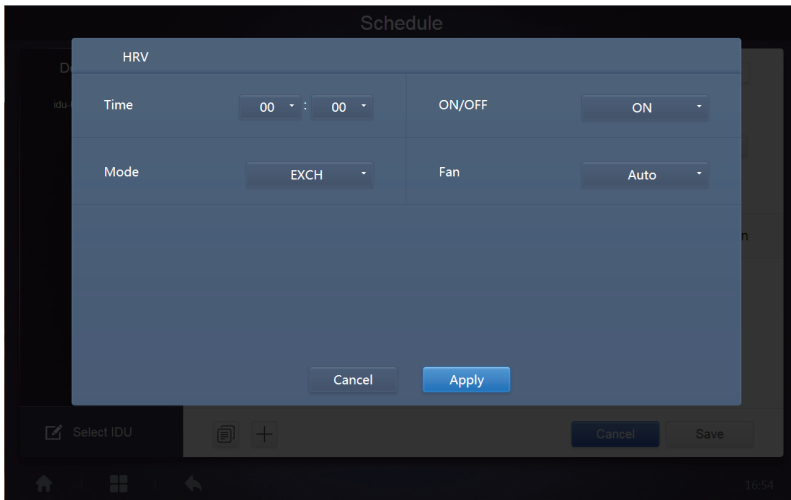 Schedule
HRV
Time 00 : 00 ON/OFF ON
Mode EXCH Fan Auto
Cancel Apply
Select IDU Cancel Save
16:54